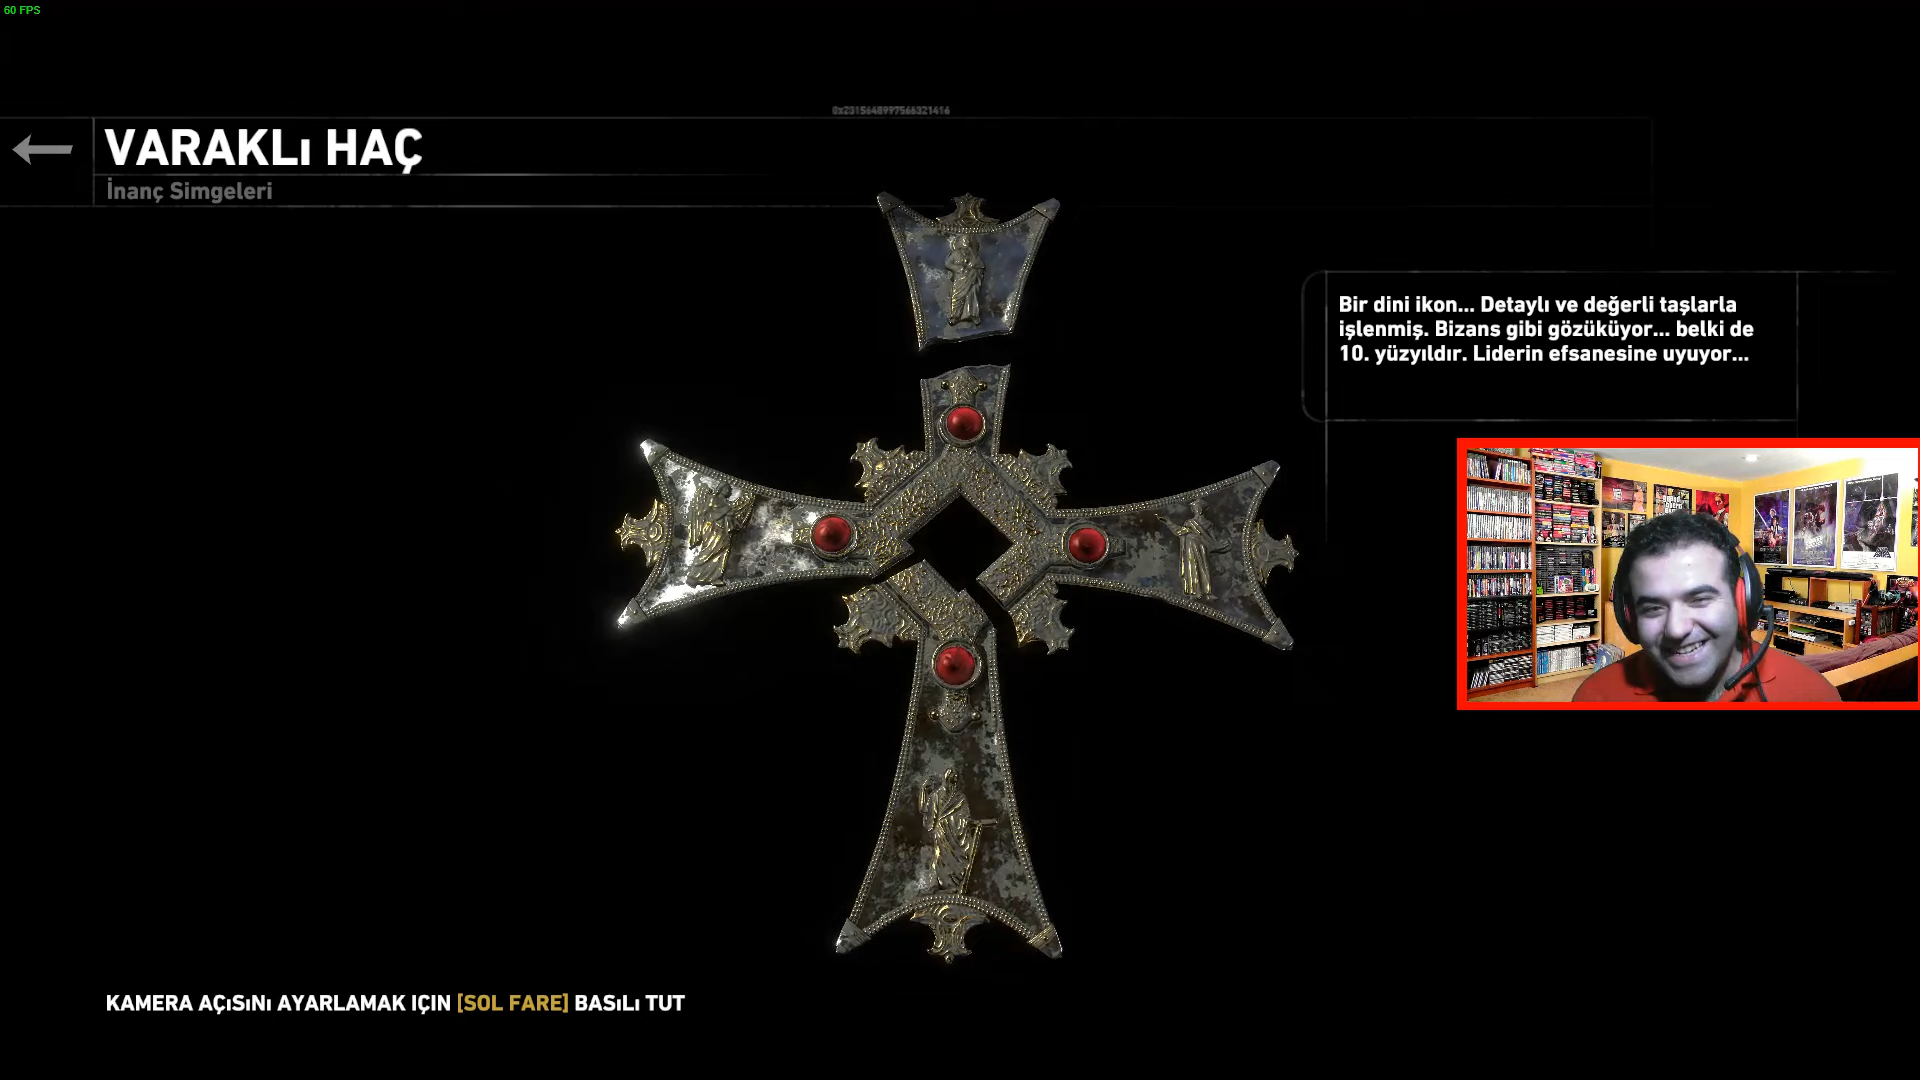 60 FPS
0x2315648997566321416
VARAKLı HAÇ
İnanç Simgeleri
Bir dini ikon... Detaylı ve değerli taşlarla
işlenmiş. Bizans gibi gözüküyor... belki de
10. yüzyıldır. Liderin efsanesine uyuyor...
KAMERA AÇıSıNı AYARLAMAK IÇIN [SOL FARE] BASıLı TUT